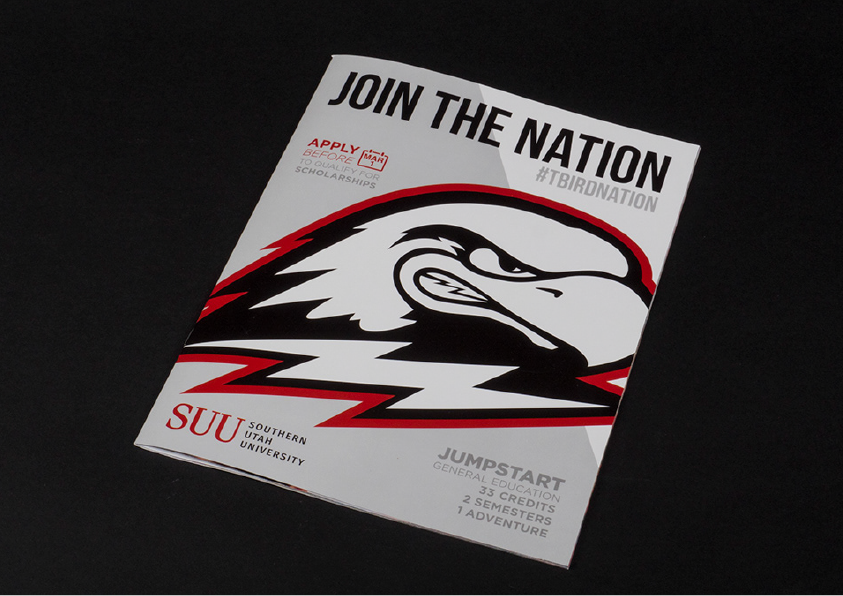 JOIN THE NATION
#TBIRDNATION
APPLY
BEFORE
MAR
1
TO QUALIFY FOR
SCHOLARSHIPS
SUU
SOUTHERN
UTAH
UNIVERSITY
JUMPSTART
GENERAL EDUCATION
33 CREDITS
2 SEMESTERS
1 ADVENTURE